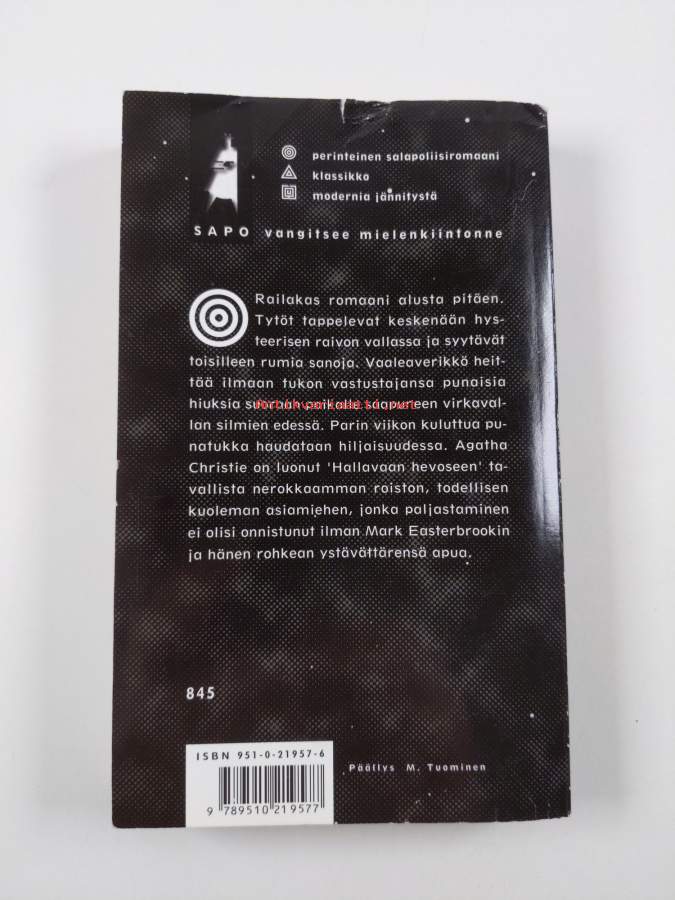 perinteinen salapoliisiromaani
klassikko
modernia jännitystä
SAPO vangitsee mielenkiintonne
Railakas romaani alusta pitäen.
Tytöt tappelevat keskenään hys-
teerisen raivon vallassa ja syytävät
toisilleen rumia sanoja. Vaaleaverikkö heit-
tää ilmaan tukon vastustajansa punaisia
hiuksia suoraan paikalle saapuneen virkaval-
lan silmien edessä. Parin viikon kuluttua pu-
natukka haudataan hiljaisuudessa. Agatha
Christie on luonut 'Hallavaan hevoseen' ta-
vallista nerokkaamman roiston, todellisen
kuoleman asiamiehen, jonka paljastaminen
ei olisi onnistunut ilman Mark Easterbrookin
ja hänen rohkean ystävättärensä apua.
845
ISBN 951-0-21957-6
9 789510 219577
Päällys M. Tuominen